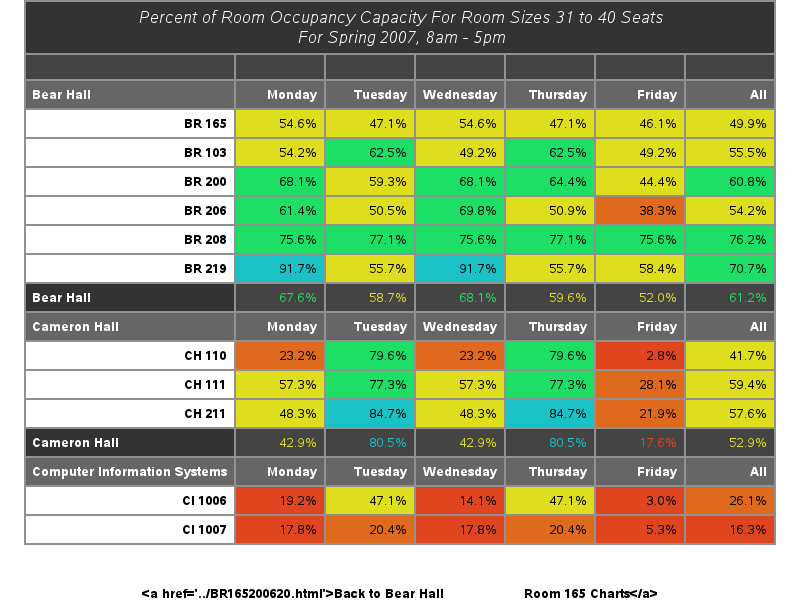 Percent of Room Occupancy Capacity For Room Sizes 31 to 40 Seats
For Spring 2007, 8am - 5pm
Bear Hall Monday Tuesday Wednesday Thursday Friday All
BR 165 54.6% 47.1% 54.6% 47.1% 46.1% 49.9%
BR 103 54.2% 62.5% 49.2% 62.5% 49.2% 55.5%
BR 200 68.1% 59.3% 68.1% 64.4% 44.4% 60.8%
BR 206 61.4% 50.5% 69.8% 50.9% 38.3% 54.2%
BR 208 75.6% 77.1% 75.6% 77.1% 75.6% 76.2%
BR 219 91.7% 55.7% 91.7% 55.7% 58.4% 70.7%
Bear Hall 67.6% 58.7% 68.1% 59.6% 52.0% 61.2%
Cameron Hall Monday Tuesday Wednesday Thursday Friday All
CH 110 23.2% 79.6% 23.2% 79.6% 2.8% 41.7%
CH 111 57.3% 77.3% 57.3% 77.3% 28.1% 59.4%
CH 211 48.3% 84.7% 48.3% 84.7% 21.9% 57.6%
Cameron Hall 42.9% 80.5% 42.9% 80.5% 17.6% 52.9%
Computer Information Systems Monday Tuesday Wednesday Thursday Friday All
CI 1006 19.2% 47.1% 14.1% 47.1% 3.0% 26.1%
CI 1007 17.8% 20.4% 17.8% 20.4% 5.3% 16.3%
<a href='../BR165200620.html'>Back to Bear Hall Room 165 Charts</a>